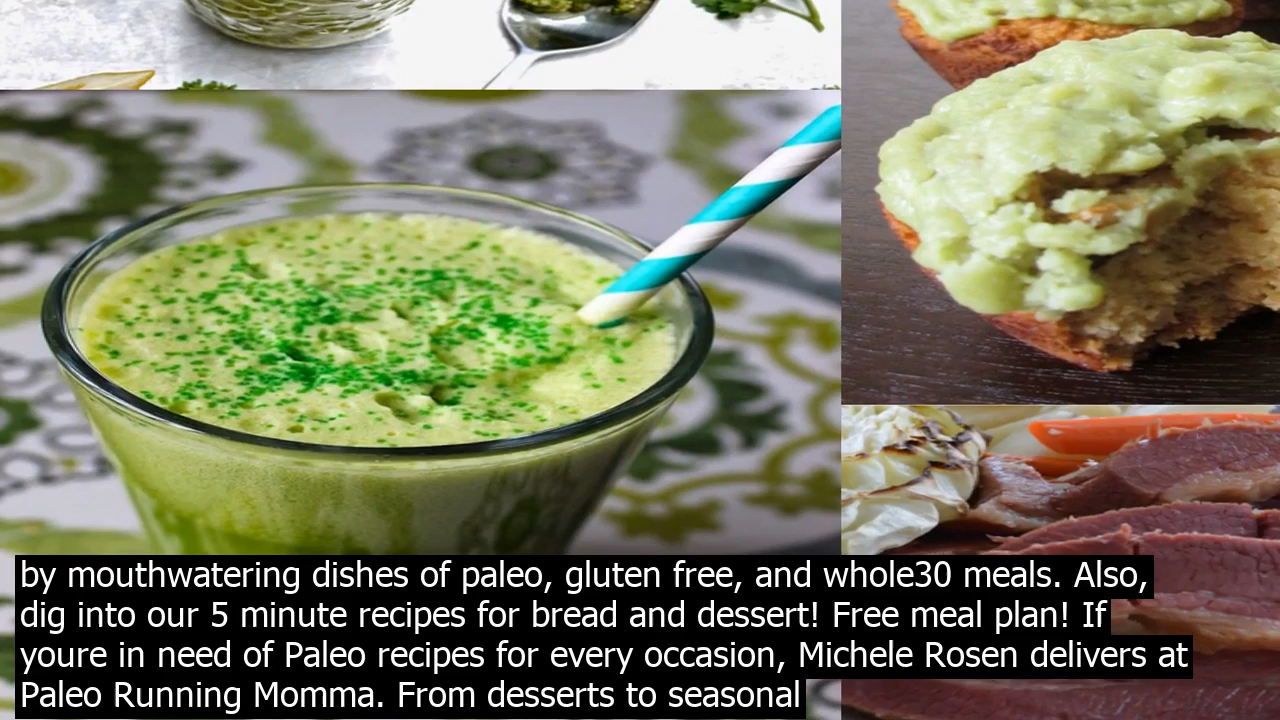 by mouthwatering dishes of paleo, gluten free, and whole30 meals. Also,
dig into our 5 minute recipes for bread and dessert! Free meal plan! If
youre in need of Paleo recipes for every occasion, Michele Rosen delivers at
Paleo Running Momma. From desserts to seasonal